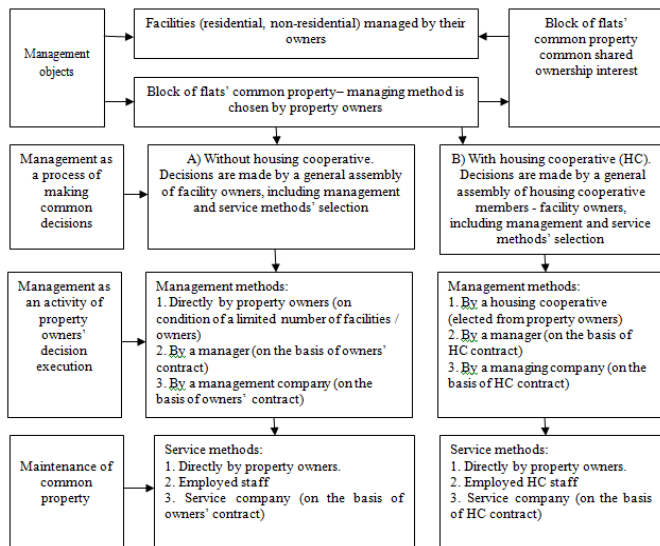 Management
objects
Facilities (residential, non-residential) managed by their
owners
Block of flats’
common property
common shared
ownership interest
Block of flats’ common property– managing method is
chosen by property owners
Management as
a process of
making
common
decisions
A) Without housing cooperative.
Decisions are made by a general assembly
of facility owners, including management
and service methods’ selection
B) With housing cooperative (HC).
Decisions are made by a general
assembly of housing cooperative
members - facility owners,
including management and service
methods’ selection
Management as
an activity of
property
owners’
decision
execution
Management methods:
1. Directly by property owners (on
condition of a limited number of facilities /
owners)
2. By a manager (on the basis of owners’
contract)
3. By a management company (on the
basis of owners’ contract)
Management methods:
1. By a housing cooperative
(elected from property owners)
2. By a manager (on the basis of
HC contract)
3. By a managing company (on
the basis of HC contract)
Maintenance of
common
property
Service methods:
1. Directly by property owners.
2. Employed staff
3. Service company (on the basis of
owners’ contract)
Service methods:
1. Directly by property owners.
2. Employed HC staff
3. Service company (on the basis
of HC contract)